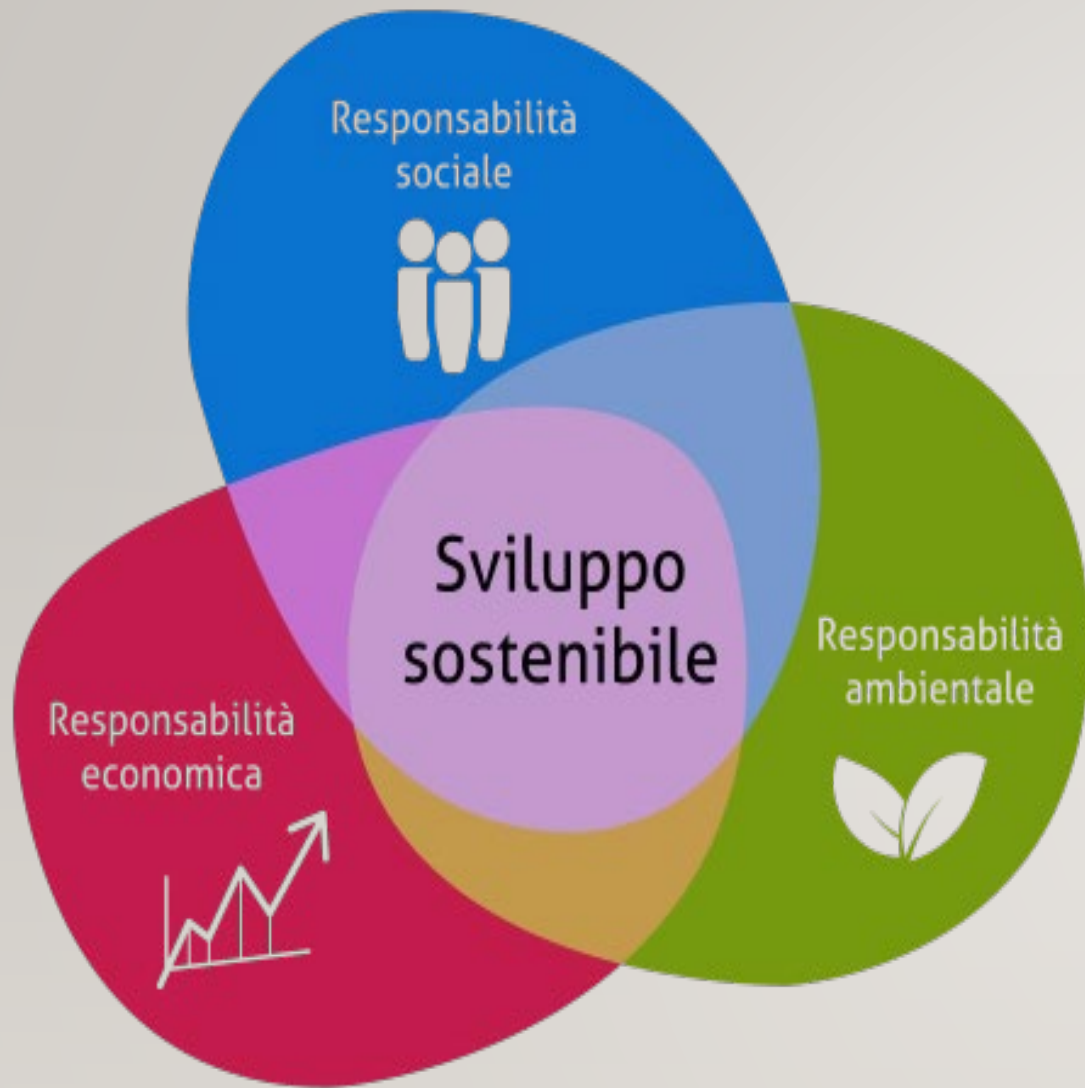 Responsabilità
sociale
Sviluppo
sostenibile
Responsabilità
ambientale
Responsabilità
economica